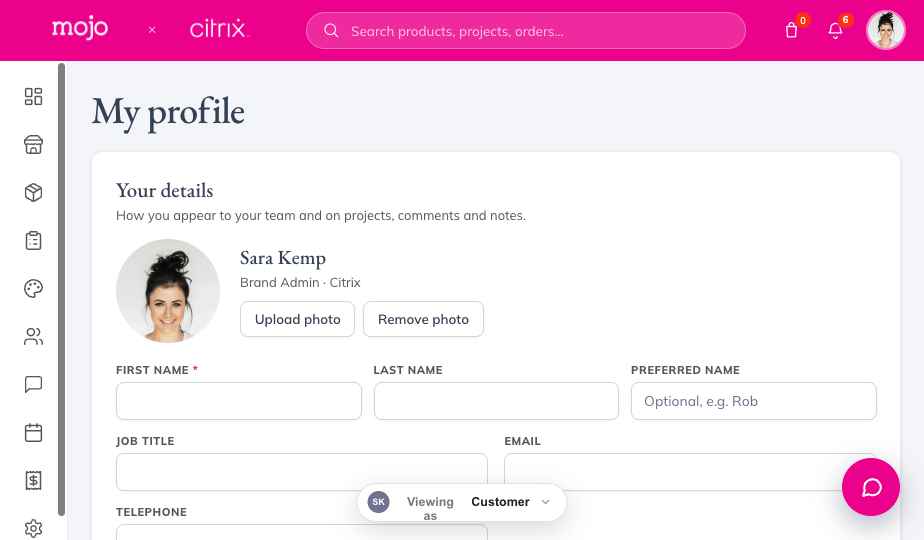 mojo × citrix
Search products, projects, orders...
0
6
My profile
Your details
How you appear to your team and on projects, comments and notes.
Sara Kemp
Brand Admin · Citrix
Upload photo Remove photo
FIRST NAME * LAST NAME PREFERRED NAME
Optional, e.g. Rob
JOB TITLE EMAIL
SK Viewing as Customer
TELEPHONE